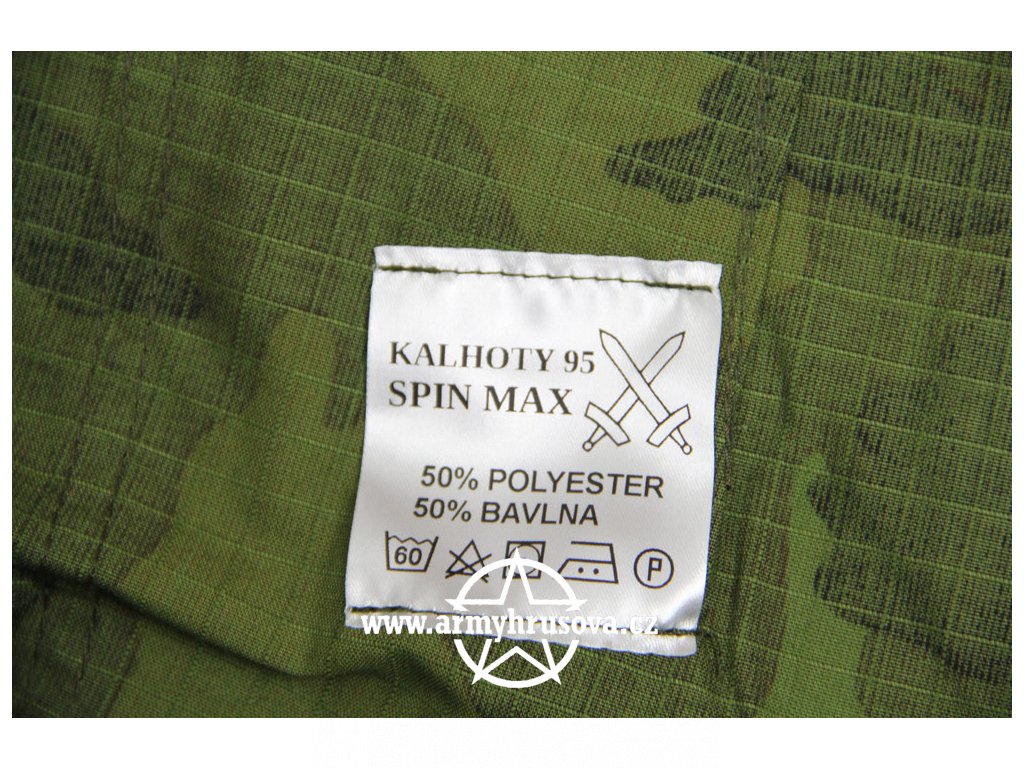 KALHOTY 95
SPIN MAX
50% POLYESTER
50% BAVLNA
60
P
www.armyhrusova.cz